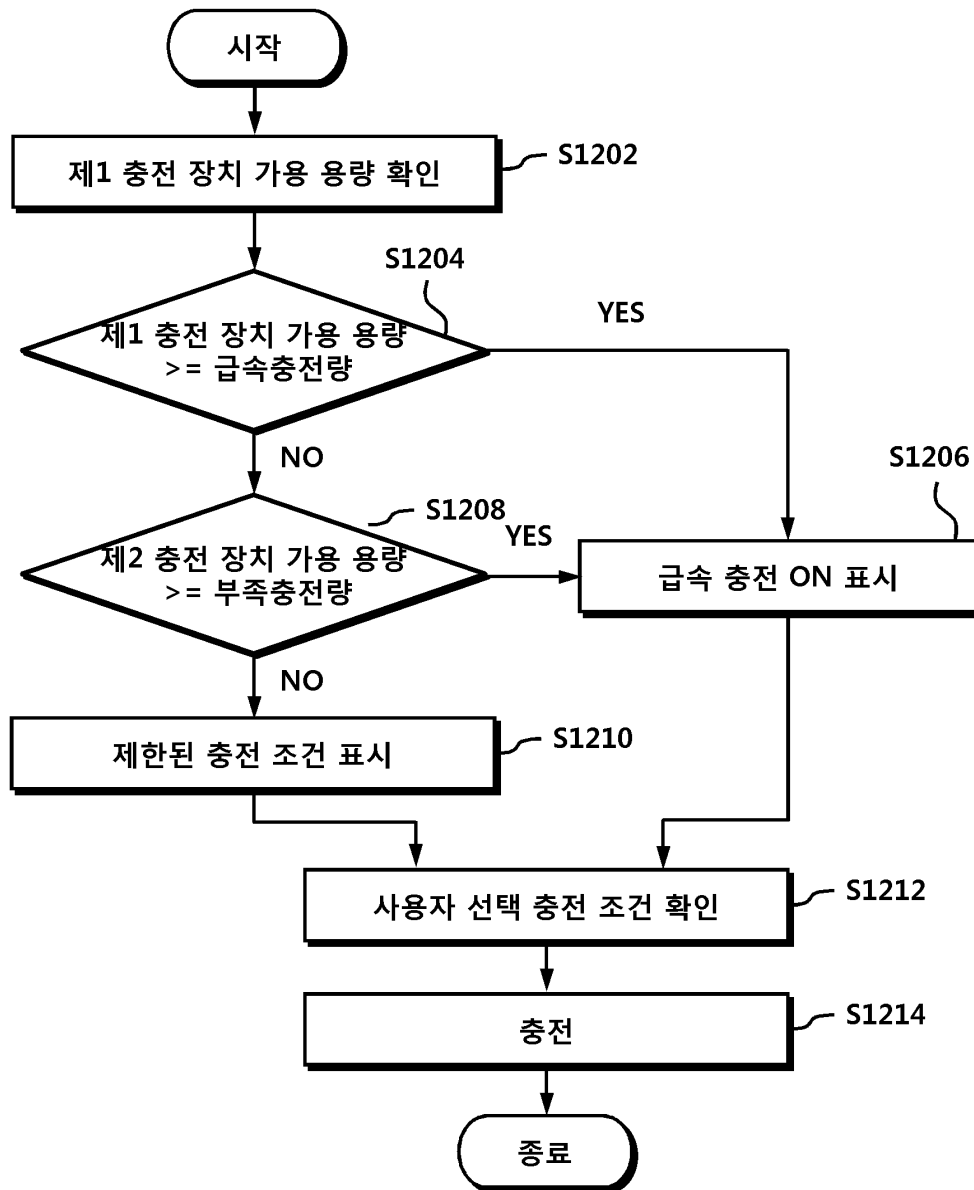 시작
제1 충전 장치 가용 용량 확인
S1202
S1204
제1 충전 장치 가용 용량
>= 급속충전량
YES
NO
S1206
S1208
제2 충전 장치 가용 용량
>= 부족충전량
YES
급속 충전 ON 표시
NO
제한된 충전 조건 표시
S1210
사용자 선택 충전 조건 확인
S1212
충전
S1214
종료